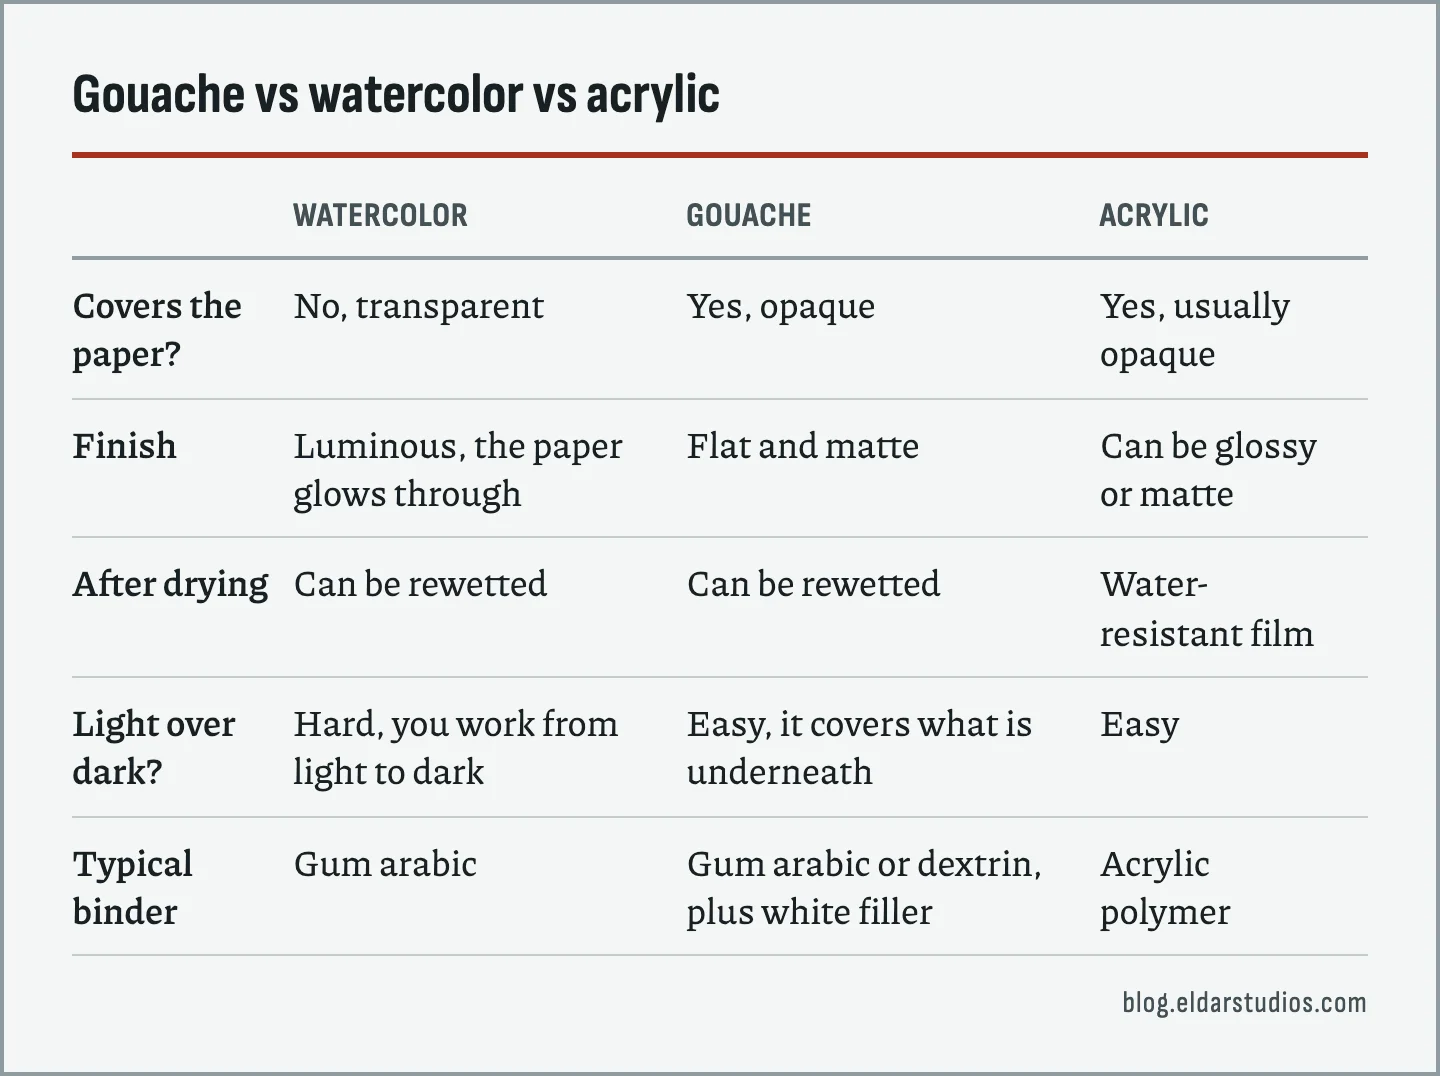 Gouache vs watercolor vs acrylic
WATERCOLOR GOUACHE ACRYLIC
Covers the paper? No, transparent Yes, opaque Yes, usually opaque
Finish Luminous, the paper glows through Flat and matte Can be glossy or matte
After drying Can be rewetted Can be rewetted Water-resistant film
Light over dark? Hard, you work from light to dark Easy, it covers what is underneath Easy
Typical binder Gum arabic Gum arabic or dextrin, plus white filler Acrylic polymer
blog.eldarstudios.com